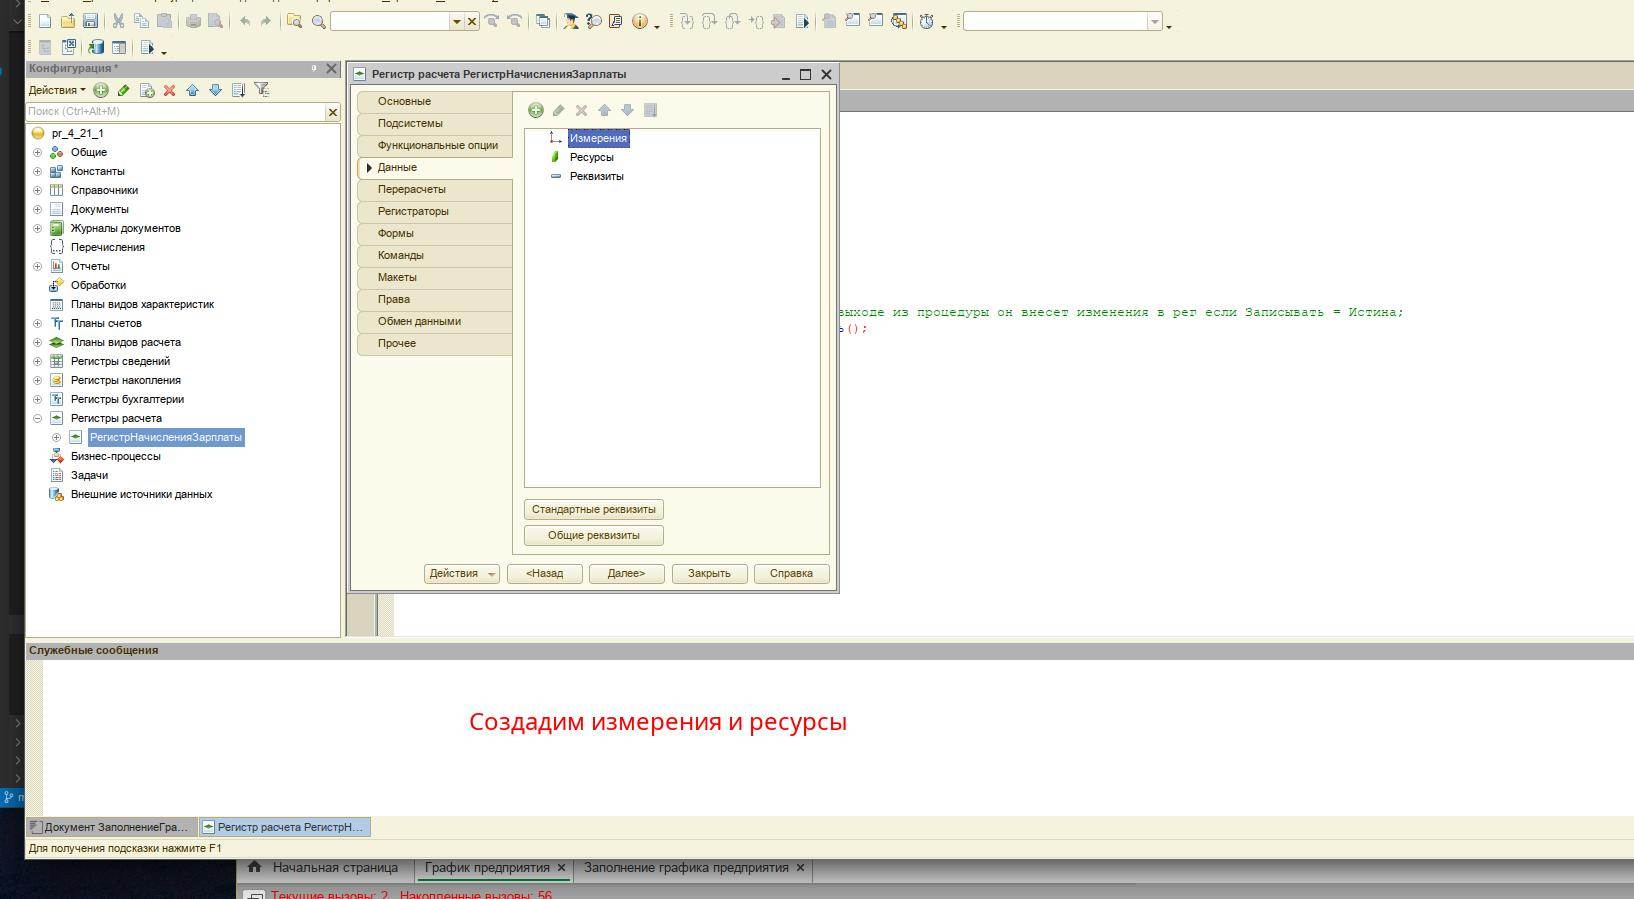 Конфигурация *
Действия
Поиск (Ctrl+Alt+M)
pr_4_21_1
Общие
Константы
Справочники
Документы
Журналы документов
Перечисления
Отчеты
Обработки
Планы видов характеристик
Планы счетов
Планы видов расчета
Регистры сведений
Регистры накопления
Регистры бухгалтерии
Регистры расчета
РегистрНачисленияЗарплаты
Бизнес-процессы
Задачи
Внешние источники данных
Регистр расчета РегистрНачисленияЗарплаты
Основные
Подсистемы
Функциональные опции
Данные
Перерасчеты
Регистраторы
Формы
Команды
Макеты
Права
Обмен данными
Прочее
Измерения
Ресурсы
Реквизиты
Стандартные реквизиты
Общие реквизиты
Действия
<Назад
Далее>
Закрыть
Справка
выходе из процедуры он внесет изменения в рег если Записывать = Истина;
ь();
Служебные сообщения
Создадим измерения и ресурсы
Документ ЗаполнениеГра...
Регистр расчета РегистрН...
Для получения подсказки нажмите F1
Начальная страница
График предприятия
Заполнение графика предприятия
Текущие вызовы: 2 Накопленные вызовы: 56